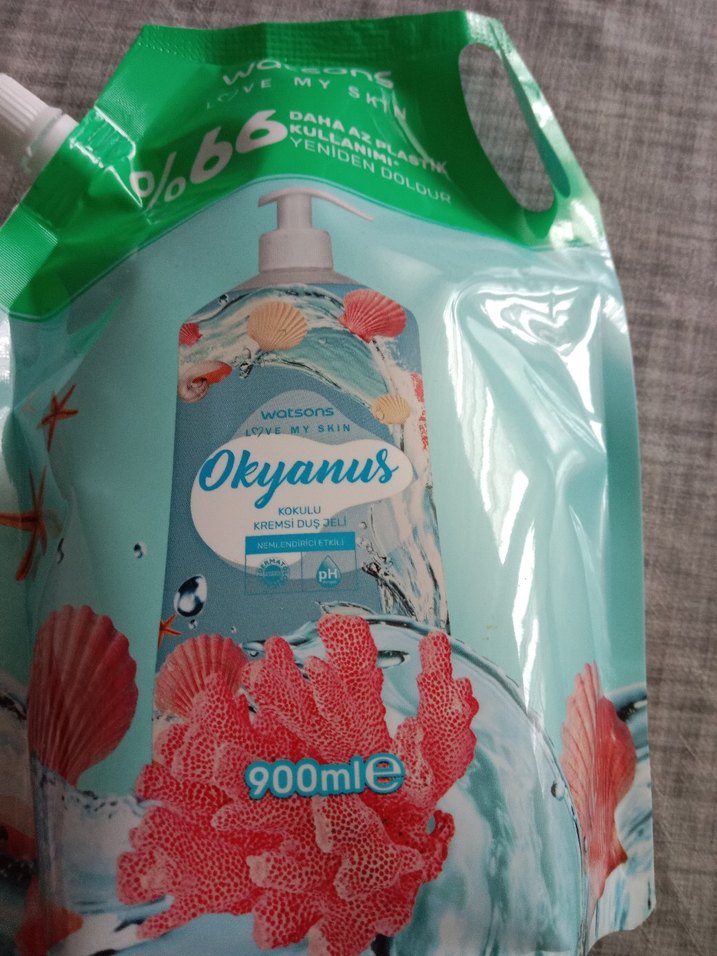 watsons
LOVE MY SKIN
%66
DAHA AZ PLASTİK
KULLANIMI*
YENİDEN DOLDUR
watsons
LOVE MY SKIN
Okyanus
KOKULU
KREMSİ DUŞ JELİ
NEMLENDİRİCİ ETKİLİ
pH
900ml e